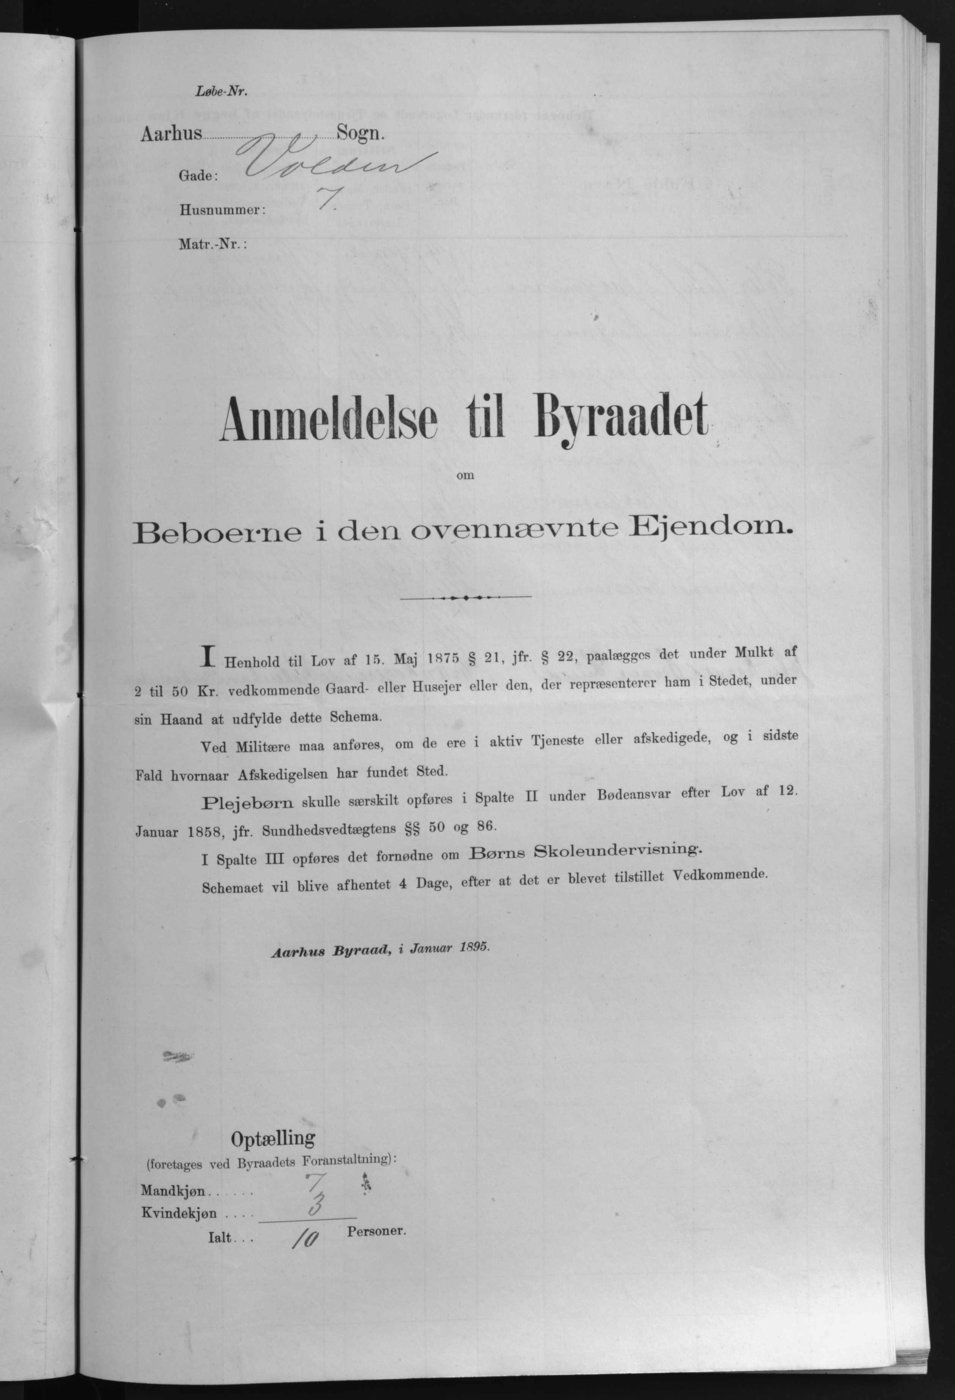 Løbe-Nr.
Aarhus Sogn.
Gade: Volden
Husnummer: 7.
Matr.-Nr.:
Anmeldelse til Byraadet
om
Beboerne i den ovennævnte Ejendom.
I Henhold til Lov af 15. Maj 1875 § 21, jfr. § 22, paalægges det under Mulkt af
2 til 50 Kr. vedkommende Gaard- eller Husejer eller den, der repræsenterer ham i Stedet, under
sin Haand at udfylde dette Schema.
Ved Militære maa anføres, om de ere i aktiv Tjeneste eller afskedigede, og i sidste
Fald hvornaar Afskedigelsen har fundet Sted.
Plejebørn skulle særskilt opføres i Spalte II under Bødeansvar efter Lov af 12.
Januar 1858, jfr. Sundhedsvedtægtens §§ 50 og 86.
I Spalte III opføres det fornødne om Børns Skoleundervisning.
Schemaet vil blive afhentet 4 Dage, efter at det er blevet tilstillet Vedkommende.
Aarhus Byraad, i Januar 1895.
Optælling
(foretages ved Byraadets Foranstaltning):
Mandkjøn...... 7
Kvindekjøn .... 3
Ialt... 10 Personer.